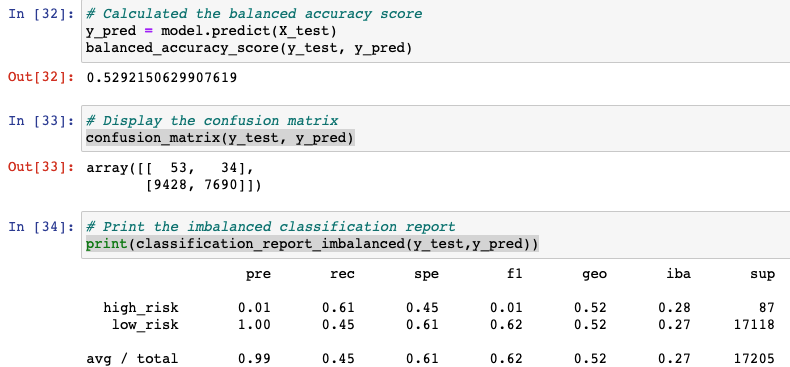 In [32]: # Calculated the balanced accuracy score
y_pred = model.predict(X_test)
balanced_accuracy_score(y_test, y_pred)
Out[32]: 0.5292150629907619
In [33]: # Display the confusion matrix
confusion_matrix(y_test, y_pred)
Out[33]: array([[  53,   34],
       [9428, 7690]])
In [34]: # Print the imbalanced classification report
print(classification_report_imbalanced(y_test,y_pred))
pre rec spe f1 geo iba sup
high_risk 0.01 0.61 0.45 0.01 0.52 0.28 87
low_risk 1.00 0.45 0.61 0.62 0.52 0.27 17118
avg / total 0.99 0.45 0.61 0.62 0.52 0.27 17205